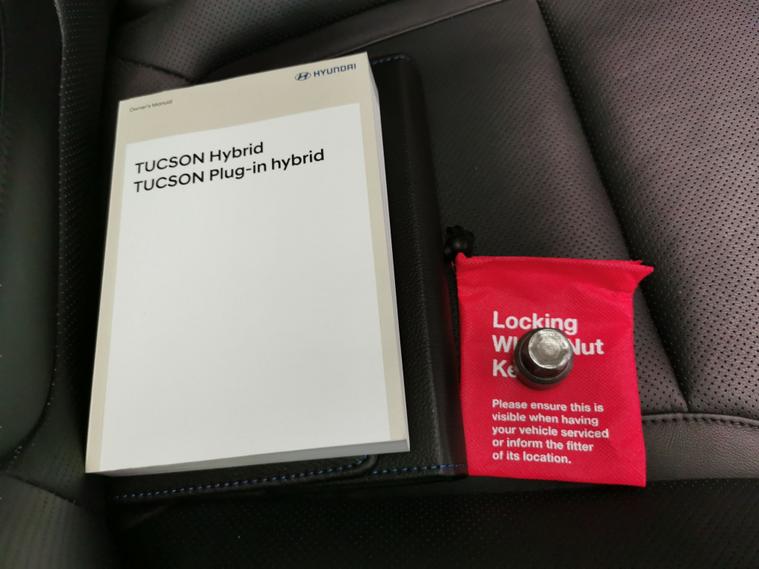 HYUNDAI
Owner's Manual
TUCSON Hybrid
TUCSON Plug-in hybrid
Locking
Nut
Please ensure this is
visible when having
your vehicle serviced
or inform the fitter
of its location.